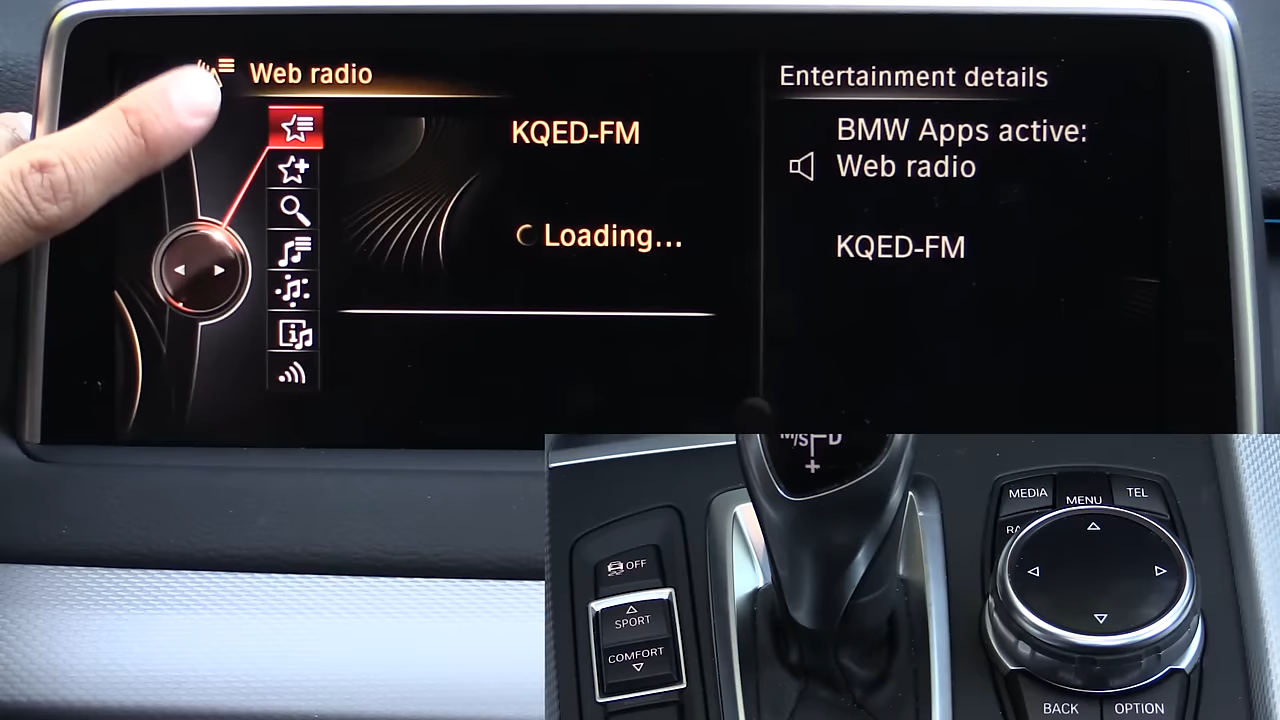 Web radio
KQED-FM
Loading...
Entertainment details
BMW Apps active:
Web radio
KQED-FM
M/S D
+
OFF
SPORT
COMFORT
MEDIA
MENU
TEL
BACK
OPTION